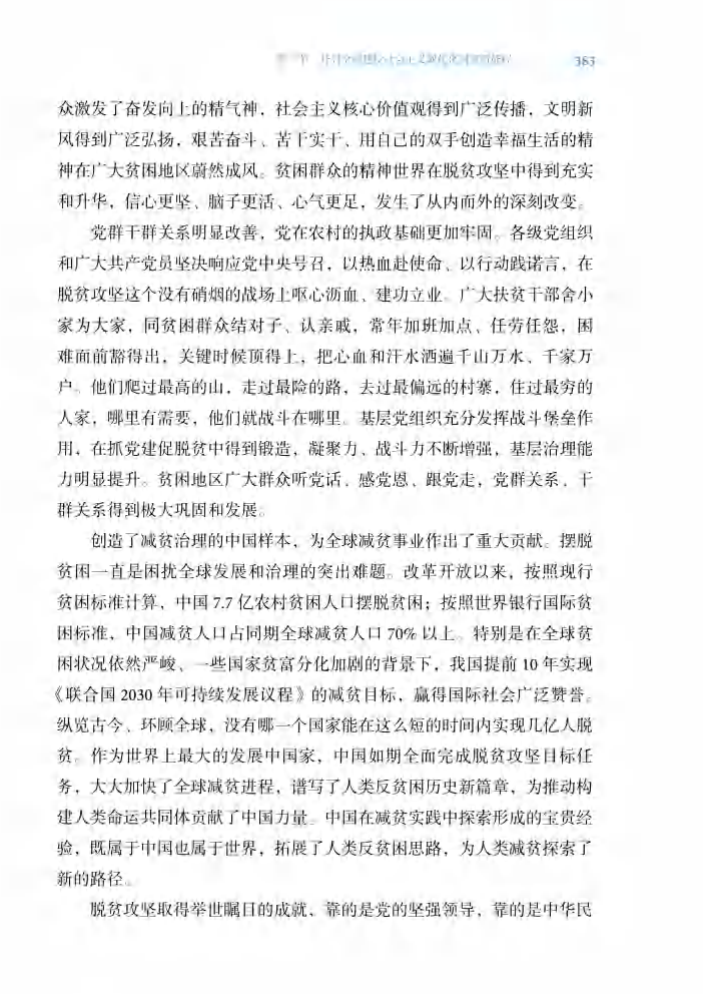 383
众激发了奋发向上的精气神，社会主义核心价值观得到广泛传播，文明新
风得到广泛弘扬，艰苦奋斗、苦干实干、用自己的双手创造幸福生活的精
神在广大贫困地区蔚然成风。贫困群众的精神世界在脱贫攻坚中得到充实
和升华，信心更坚、脑子更活、心气更足，发生了从内而外的深刻改变。
党群干群关系明显改善，党在农村的执政基础更加牢固。各级党组织
和广大共产党员坚决响应党中央号召，以热血赴使命、以行动践诺言，在
脱贫攻坚这个没有硝烟的战场上呕心沥血、建功立业。广大扶贫干部舍小
家为大家，同贫困群众结对子、认亲戚，常年加班加点、任劳任怨，困
难面前豁得出，关键时候顶得上，把心血和汗水洒遍千山万水、千家万
户。他们爬过最高的山，走过最险的路，去过最偏远的村寨，住过最穷的
人家，哪里有需要，他们就战斗在哪里。基层党组织充分发挥战斗堡垒作
用，在抓党建促脱贫中得到锻造，凝聚力、战斗力不断增强，基层治理能
力明显提升。贫困地区广大群众听党话、感党恩、跟党走，党群关系、干
群关系得到极大巩固和发展。
创造了减贫治理的中国样本，为全球减贫事业作出了重大贡献。摆脱
贫困一直是困扰全球发展和治理的突出难题。改革开放以来，按照现行
贫困标准计算，中国 7.7 亿农村贫困人口摆脱贫困；按照世界银行国际贫
困标准，中国减贫人口占同期全球减贫人口 70% 以上。特别是在全球贫
困状况依然严峻、一些国家贫富分化加剧的背景下，我国提前 10 年实现
《联合国 2030 年可持续发展议程》的减贫目标，赢得国际社会广泛赞誉。
纵览古今、环顾全球，没有哪一个国家能在这么短的时间内实现几亿人脱
贫。作为世界上最大的发展中国家，中国如期全面完成脱贫攻坚目标任
务，大大加快了全球减贫进程，谱写了人类反贫困历史新篇章，为推动构
建人类命运共同体贡献了中国力量。中国在减贫实践中探索形成的宝贵经
验，既属于中国也属于世界，拓展了人类反贫困思路，为人类减贫探索了
新的路径。
脱贫攻坚取得举世瞩目的成就，靠的是党的坚强领导，靠的是中华民